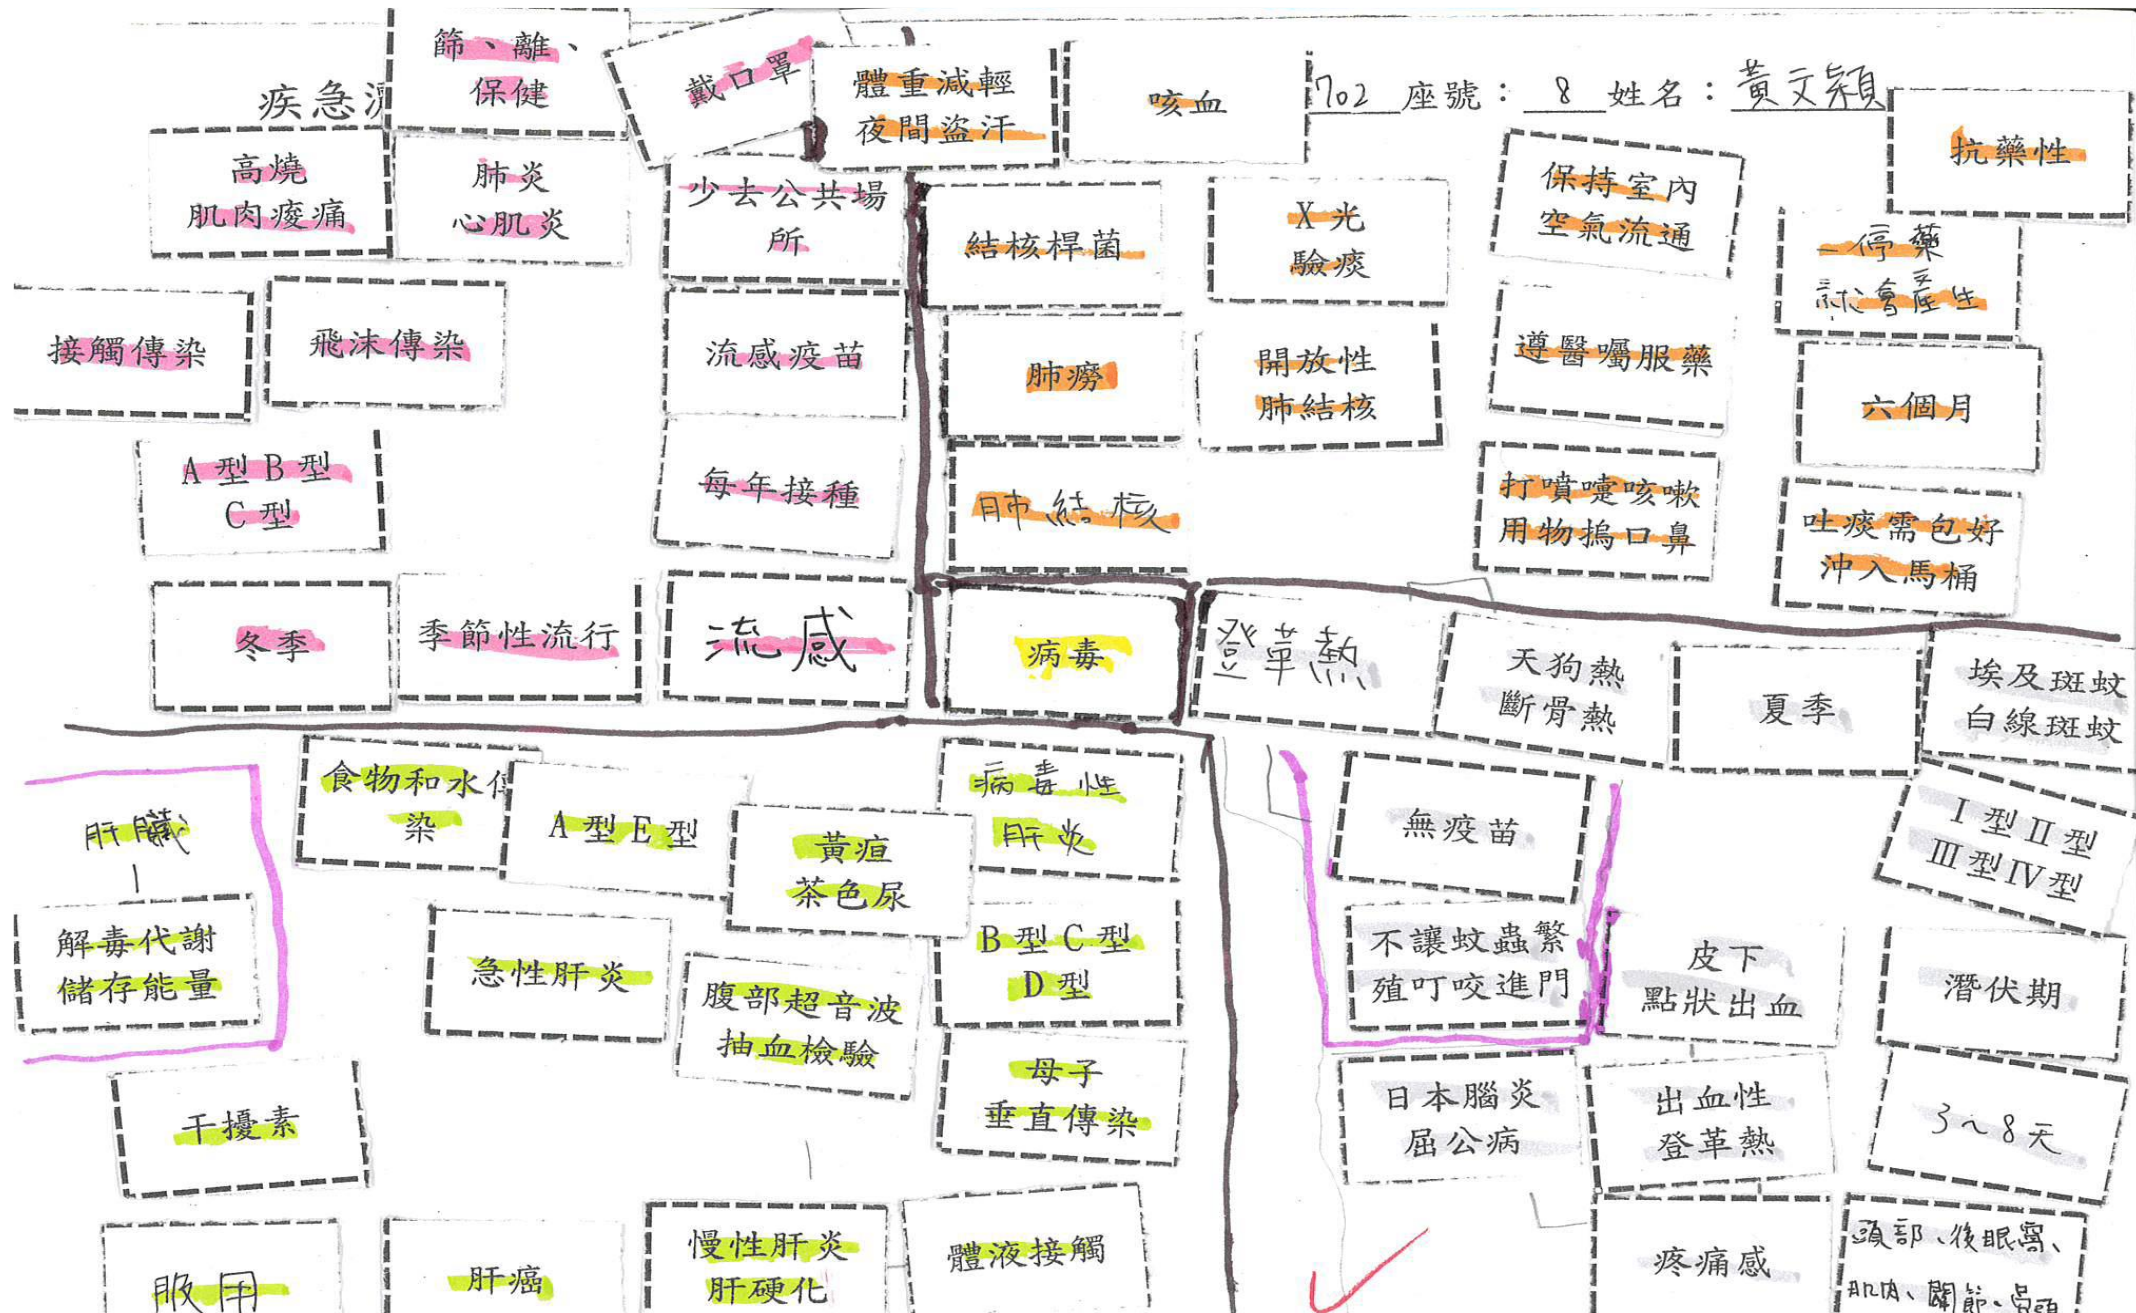 疾急
篩、離、
保健
戴口罩
體重減輕
夜間盜汗
咳血
702 座號：8 姓名：黃文穎
抗藥性
高燒
肌肉痠痛
肺炎
心肌炎
少去公共場
所
結核桿菌
X光
驗痰
保持室內
空氣流通
一停藥
就會產生
接觸傳染
飛沫傳染
流感疫苗
肺癆
開放性
肺結核
遵醫囑服藥
六個月
A型B型
C型
每年接種
肺結核
打噴嚏咳嗽
用物摀口鼻
吐痰需包好
沖入馬桶
冬季
季節性流行
流感
病毒
登革熱
天狗熱
斷骨熱
夏季
埃及斑蚊
白線斑蚊
肝臟
解毒代謝
儲存能量
食物和水傳
染
A型E型
黃疸
茶色尿
病毒性
肝炎
無疫苗
I型II型
III型IV型
急性肝炎
腹部超音波
抽血檢驗
B型C型
D型
不讓蚊蟲繁
殖叮咬進門
皮下
點狀出血
潛伏期
干擾素
母子
垂直傳染
日本腦炎
屈公病
出血性
登革熱
3~8天
服用
肝癌
慢性肝炎
肝硬化
體液接觸
疼痛感
頭部、後眼窩、
肌肉、關節、骨頭